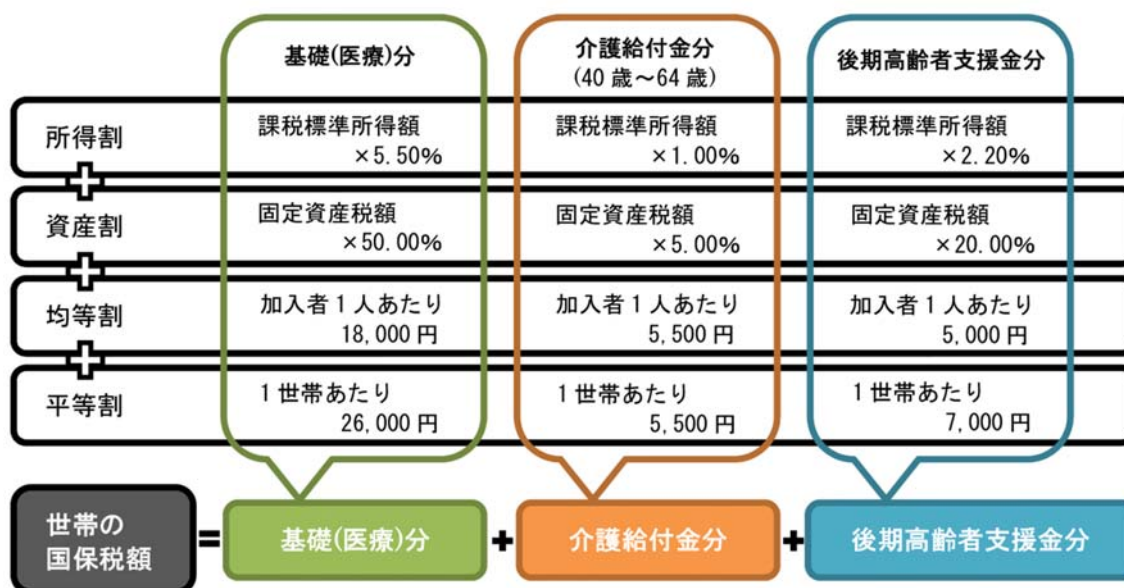 基礎(医療)分
介護給付金分
(40歳～64歳)
後期高齢者支援金分
所得割
課税標準所得額
×5.50%
課税標準所得額
×1.00%
課税標準所得額
×2.20%
+
資産割
固定資産税額
×50.00%
固定資産税額
×5.00%
固定資産税額
×20.00%
+
均等割
加入者1人あたり
18,000円
加入者1人あたり
5,500円
加入者1人あたり
5,000円
+
平等割
1世帯あたり
26,000円
1世帯あたり
5,500円
1世帯あたり
7,000円
世帯の
国保税額
=
基礎(医療)分
+
介護給付金分
+
後期高齢者支援金分